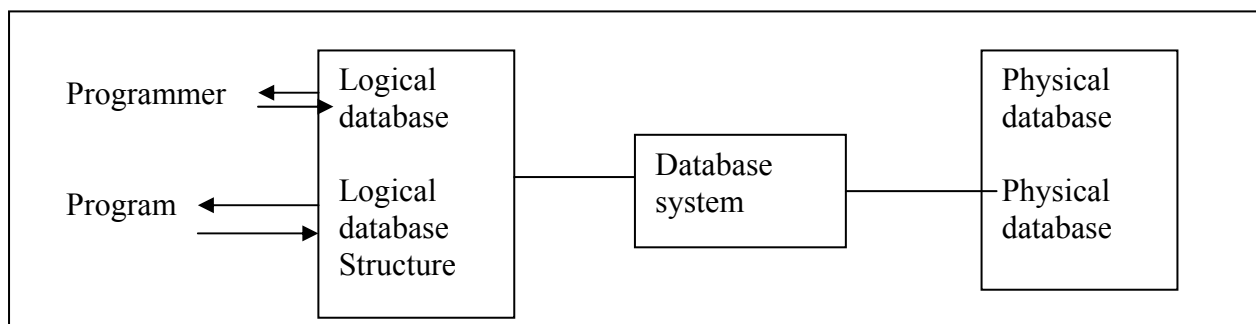 Programmer
Program
Logical
database
Logical
database
Structure
Database
system
Physical
database
Physical
database